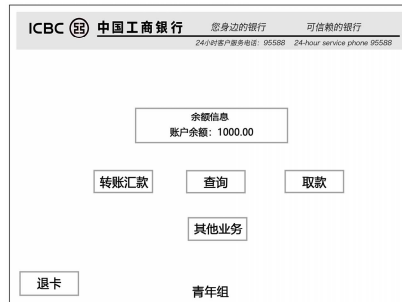 ICBC 中国工商银行 您身边的银行 可信赖的银行
24小时客户服务电话：95588 24-hour service phone 95588
余额信息
账户余额：1000.00
转账汇款 查询 取款
其他业务
退卡
青年组